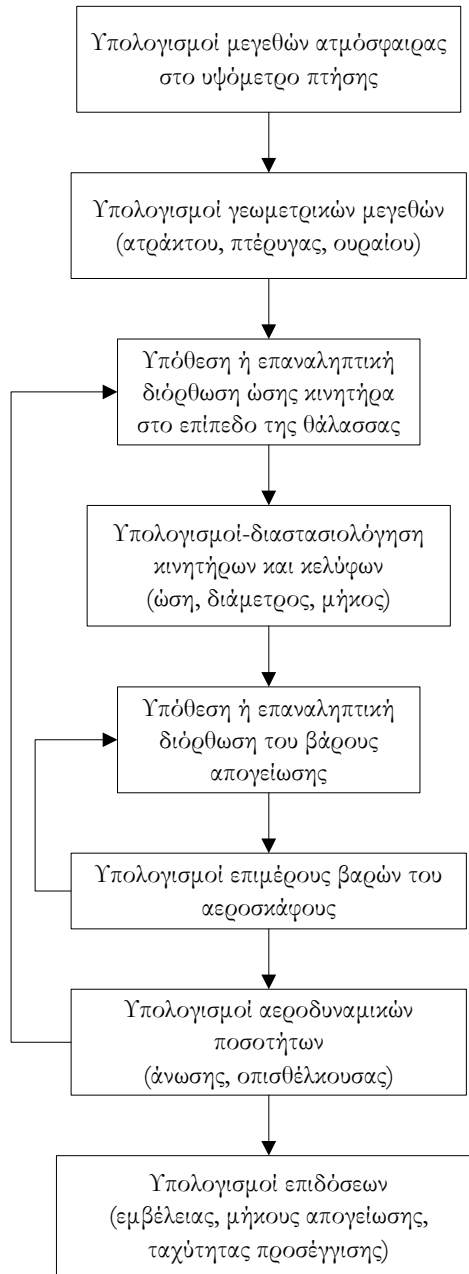 Υπολογισμοί μεγεθών ατμόσφαιρας
στο υψόμετρο πτήσης
Υπολογισμοί γεωμετρικών μεγεθών
(ατράκτου, πτέρυγας, ουραίου)
Υπόθεση ή επαναληπτική
διόρθωση ώσης κινητήρα
στο επίπεδο της θάλασσας
Υπολογισμοί-διαστασιολόγηση
κινητήρων και κελύφων
(ώση, διάμετρος, μήκος)
Υπόθεση ή επαναληπτική
διόρθωση του βάρους
απογείωσης
Υπολογισμοί επιμέρους βαρών του
αεροσκάφους
Υπολογισμοί αεροδυναμικών
ποσοτήτων
(άνωσης, οπισθέλκουσας)
Υπολογισμοί επιδόσεων
(εμβέλειας, μήκους απογείωσης,
ταχύτητας προσέγγισης)